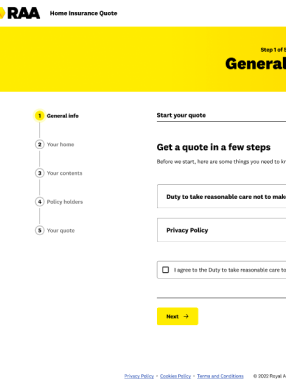 RAA Home Insurance Quote
Step 1 of
General
1 General info
2 Your home
3 Your contents
4 Policy holders
5 Your quote
Start your quote
Get a quote in a few steps
Before we start, here are some things you need to
Duty to take reasonable care not to make
Privacy Policy
I agree to the Duty to take reasonable care to
Next →
Privacy Policy • Cookies Policy • Terms and Conditions © 2022 Royal